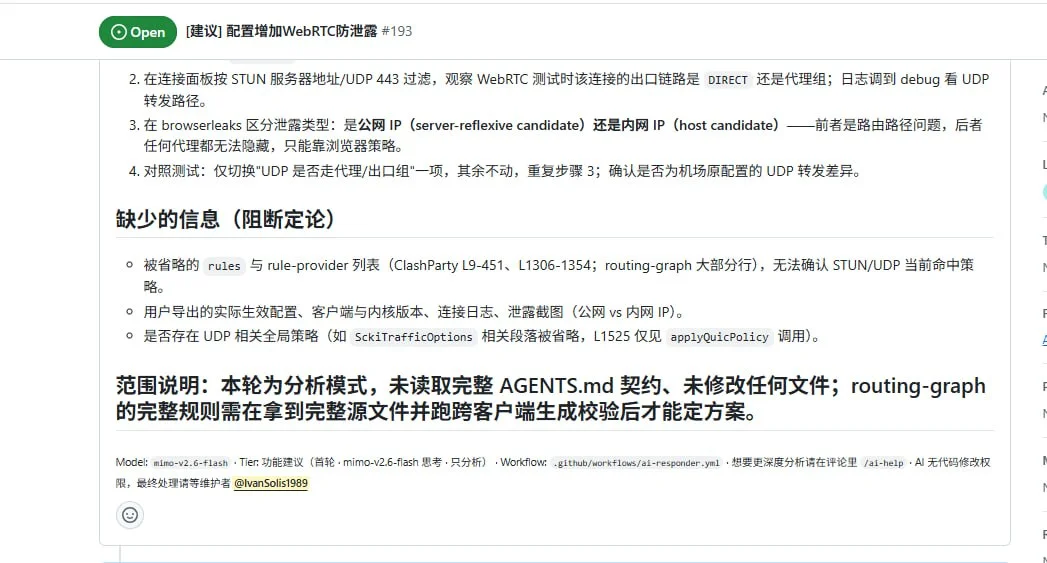 Open [建议] 配置增加WebRTC防泄露 #193
2. 在连接面板按 STUN 服务器地址/UDP 443 过滤，观察 WebRTC 测试时该连接的出口链路是 DIRECT 还是代理组；日志调到 debug 看 UDP
转发路径。
3. 在 browserleaks 区分泄露类型：是公网 IP（server-reflexive candidate）还是内网 IP（host candidate）——前者是路由路径问题，后者
任何代理都无法隐藏，只能靠浏览器策略。
4. 对照测试：仅切换"UDP 是否走代理/出口组"一项，其余不动，重复步骤 3；确认是否为机场原配置的 UDP 转发差异。
缺少的信息（阻断定论）
被省略的 rules 与 rule-provider 列表（ClashParty L9-451、L1306-1354；routing-graph 大部分行），无法确认 STUN/UDP 当前命中策
略。
用户导出的实际生效配置、客户端与内核版本、连接日志、泄露截图（公网 vs 内网 IP）。
是否存在 UDP 相关全局策略（如 SckiTrafficOptions 相关段落被省略，L1525 仅见 applyQuicPolicy 调用）。
范围说明：本轮为分析模式，未读取完整 AGENTS.md 契约、未修改任何文件；routing-graph
的完整规则需在拿到完整源文件并跑跨客户端生成校验后才能定方案。
Model: mimo-v2.6-flash · Tier: 功能建议（首轮 · mimo-v2.6-flash 思考 · 只分析） · Workflow: .github/workflows/ai-responder.yml · 想要更深度分析请在评论里 /ai-help · AI 无代码修改权
限，最终处理请等维护者 @IvanSolis1989